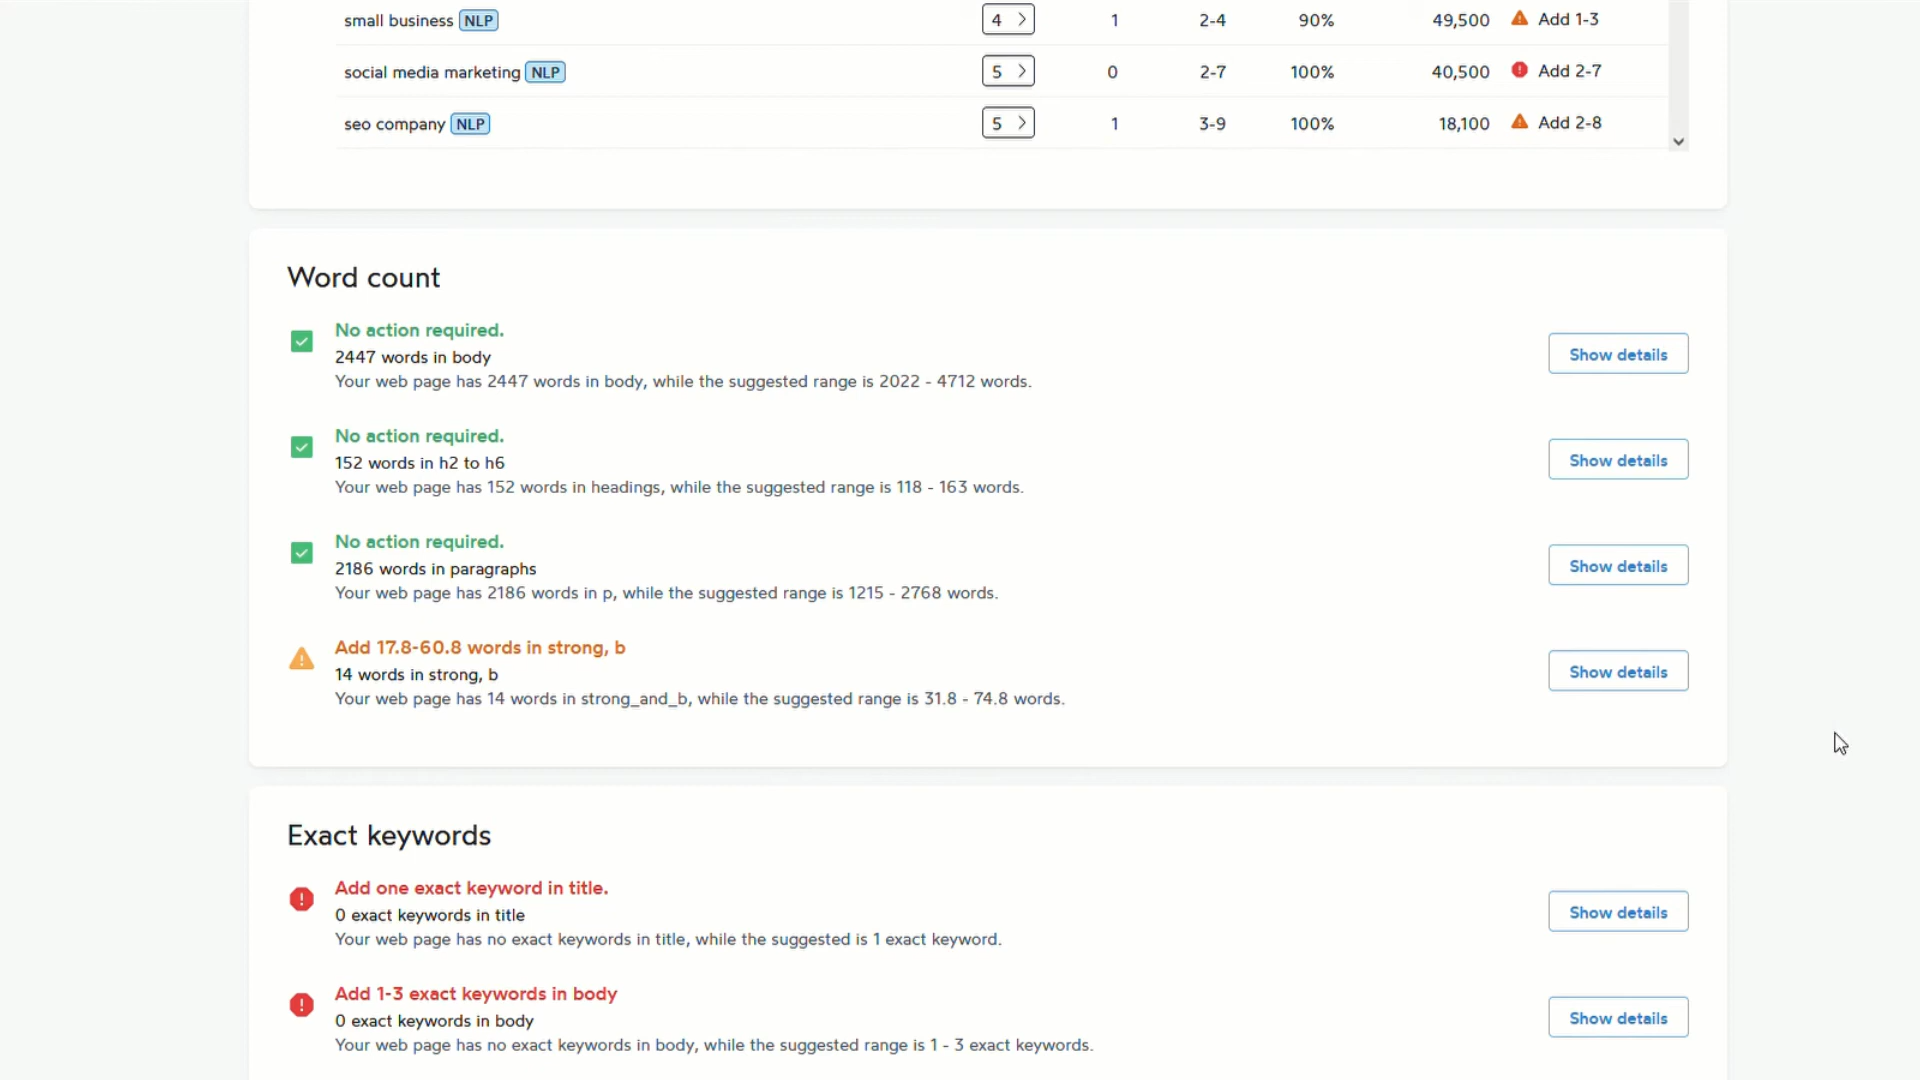 small business NLP 4 1 2-4 90% 49,500 Add 1-3
social media marketing NLP 5 0 2-7 100% 40,500 Add 2-7
seo company NLP 5 1 3-9 100% 18,100 Add 2-8
Word count
No action required.
2447 words in body
Your web page has 2447 words in body, while the suggested range is 2022 - 4712 words.
Show details
No action required.
152 words in h2 to h6
Your web page has 152 words in headings, while the suggested range is 118 - 163 words.
Show details
No action required.
2186 words in paragraphs
Your web page has 2186 words in p, while the suggested range is 1215 - 2768 words.
Show details
Add 17.8-60.8 words in strong, b
14 words in strong, b
Your web page has 14 words in strong_and_b, while the suggested range is 31.8 - 74.8 words.
Show details
Exact keywords
Add one exact keyword in title.
0 exact keywords in title
Your web page has no exact keywords in title, while the suggested is 1 exact keyword.
Show details
Add 1-3 exact keywords in body
0 exact keywords in body
Your web page has no exact keywords in body, while the suggested range is 1 - 3 exact keywords.
Show details